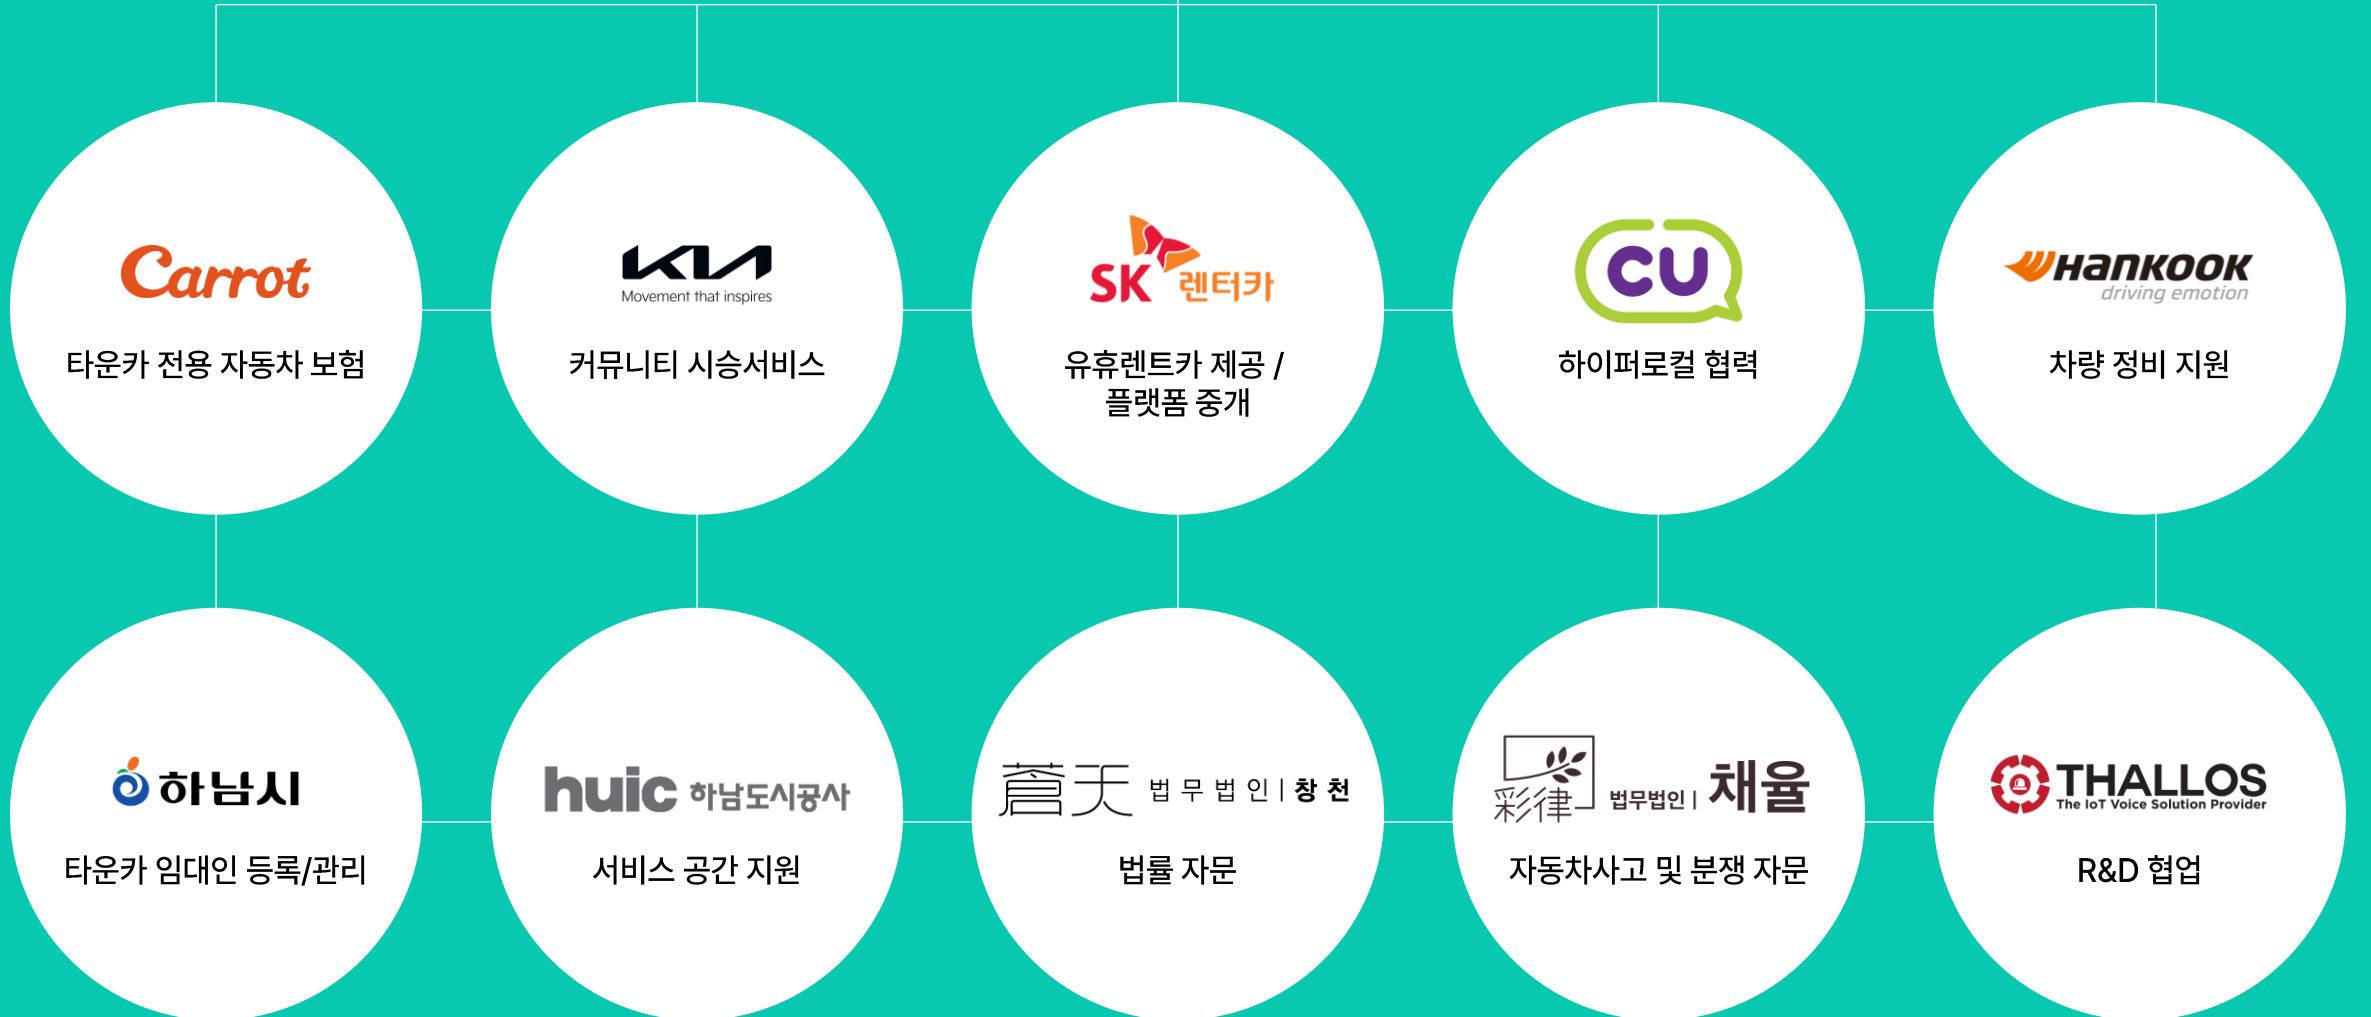 Carrot
타운카 전용 자동차 보험
KIA
Movement that inspires
커뮤니티 시승서비스
SK 렌터카
유휴렌트카 제공 /
플랫폼 중개
CU
하이퍼로컬 협력
HANKOOK
driving emotion
차량 정비 지원
하남시
타운카 임대인 등록/관리
huic 하남도시공사
서비스 공간 지원
蒼天 법무법인 | 창천
법률 자문
彩律 법무법인 | 채율
자동차사고 및 분쟁 자문
THALLOS
The IoT Voice Solution Provider
R&D 협업